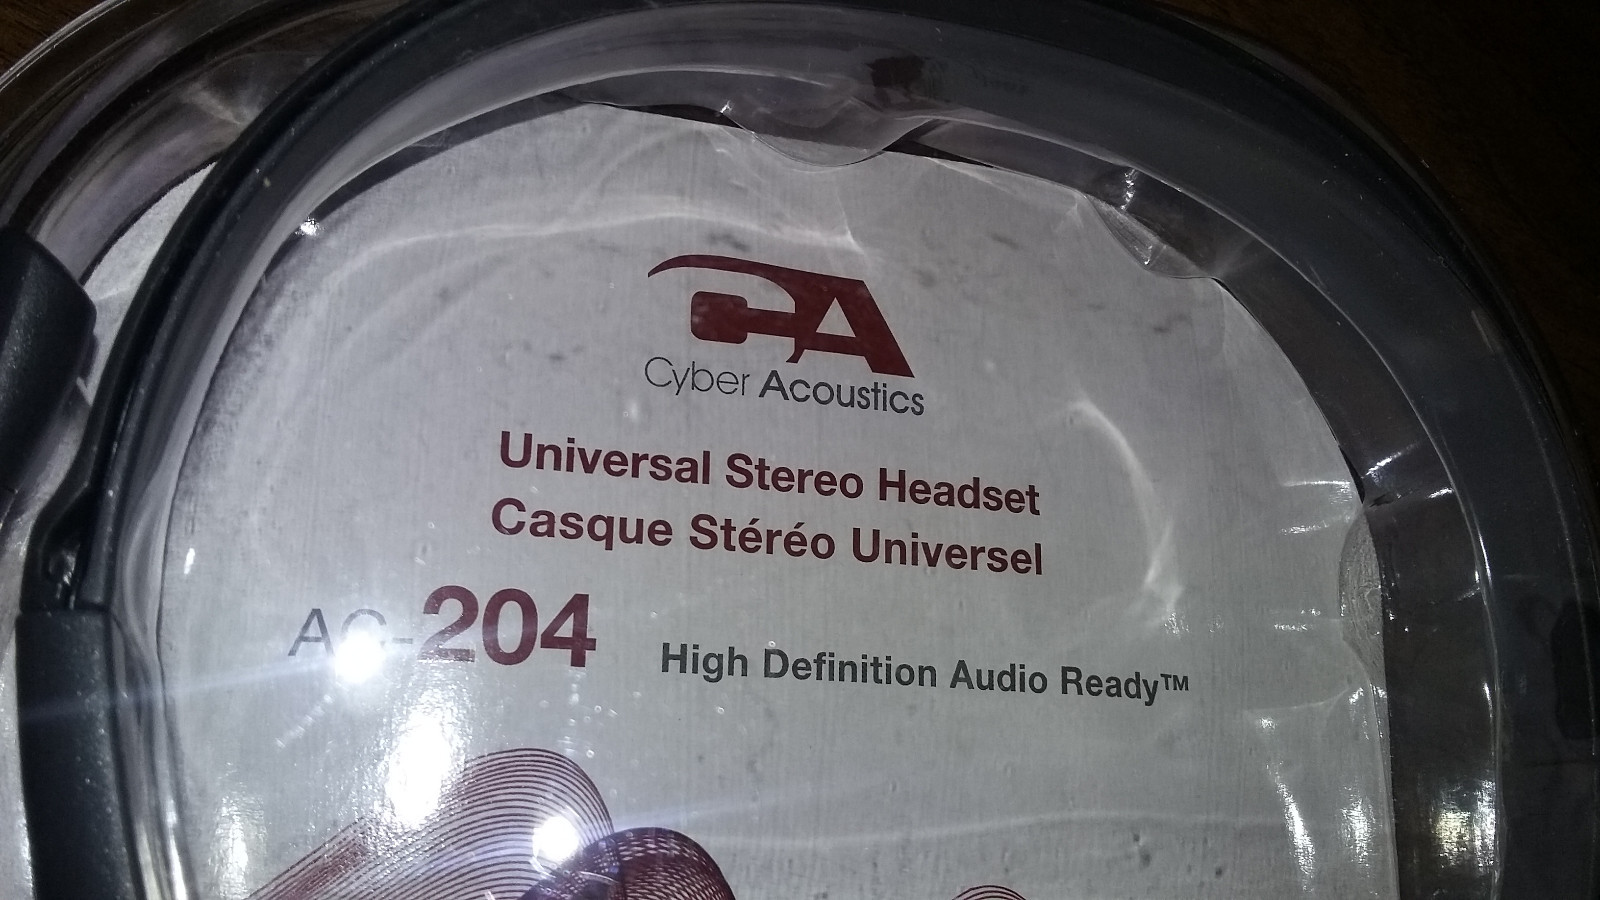 CA
Cyber Acoustics
Universal Stereo Headset
Casque Stéréo Universel
AC-204
High Definition Audio Ready™